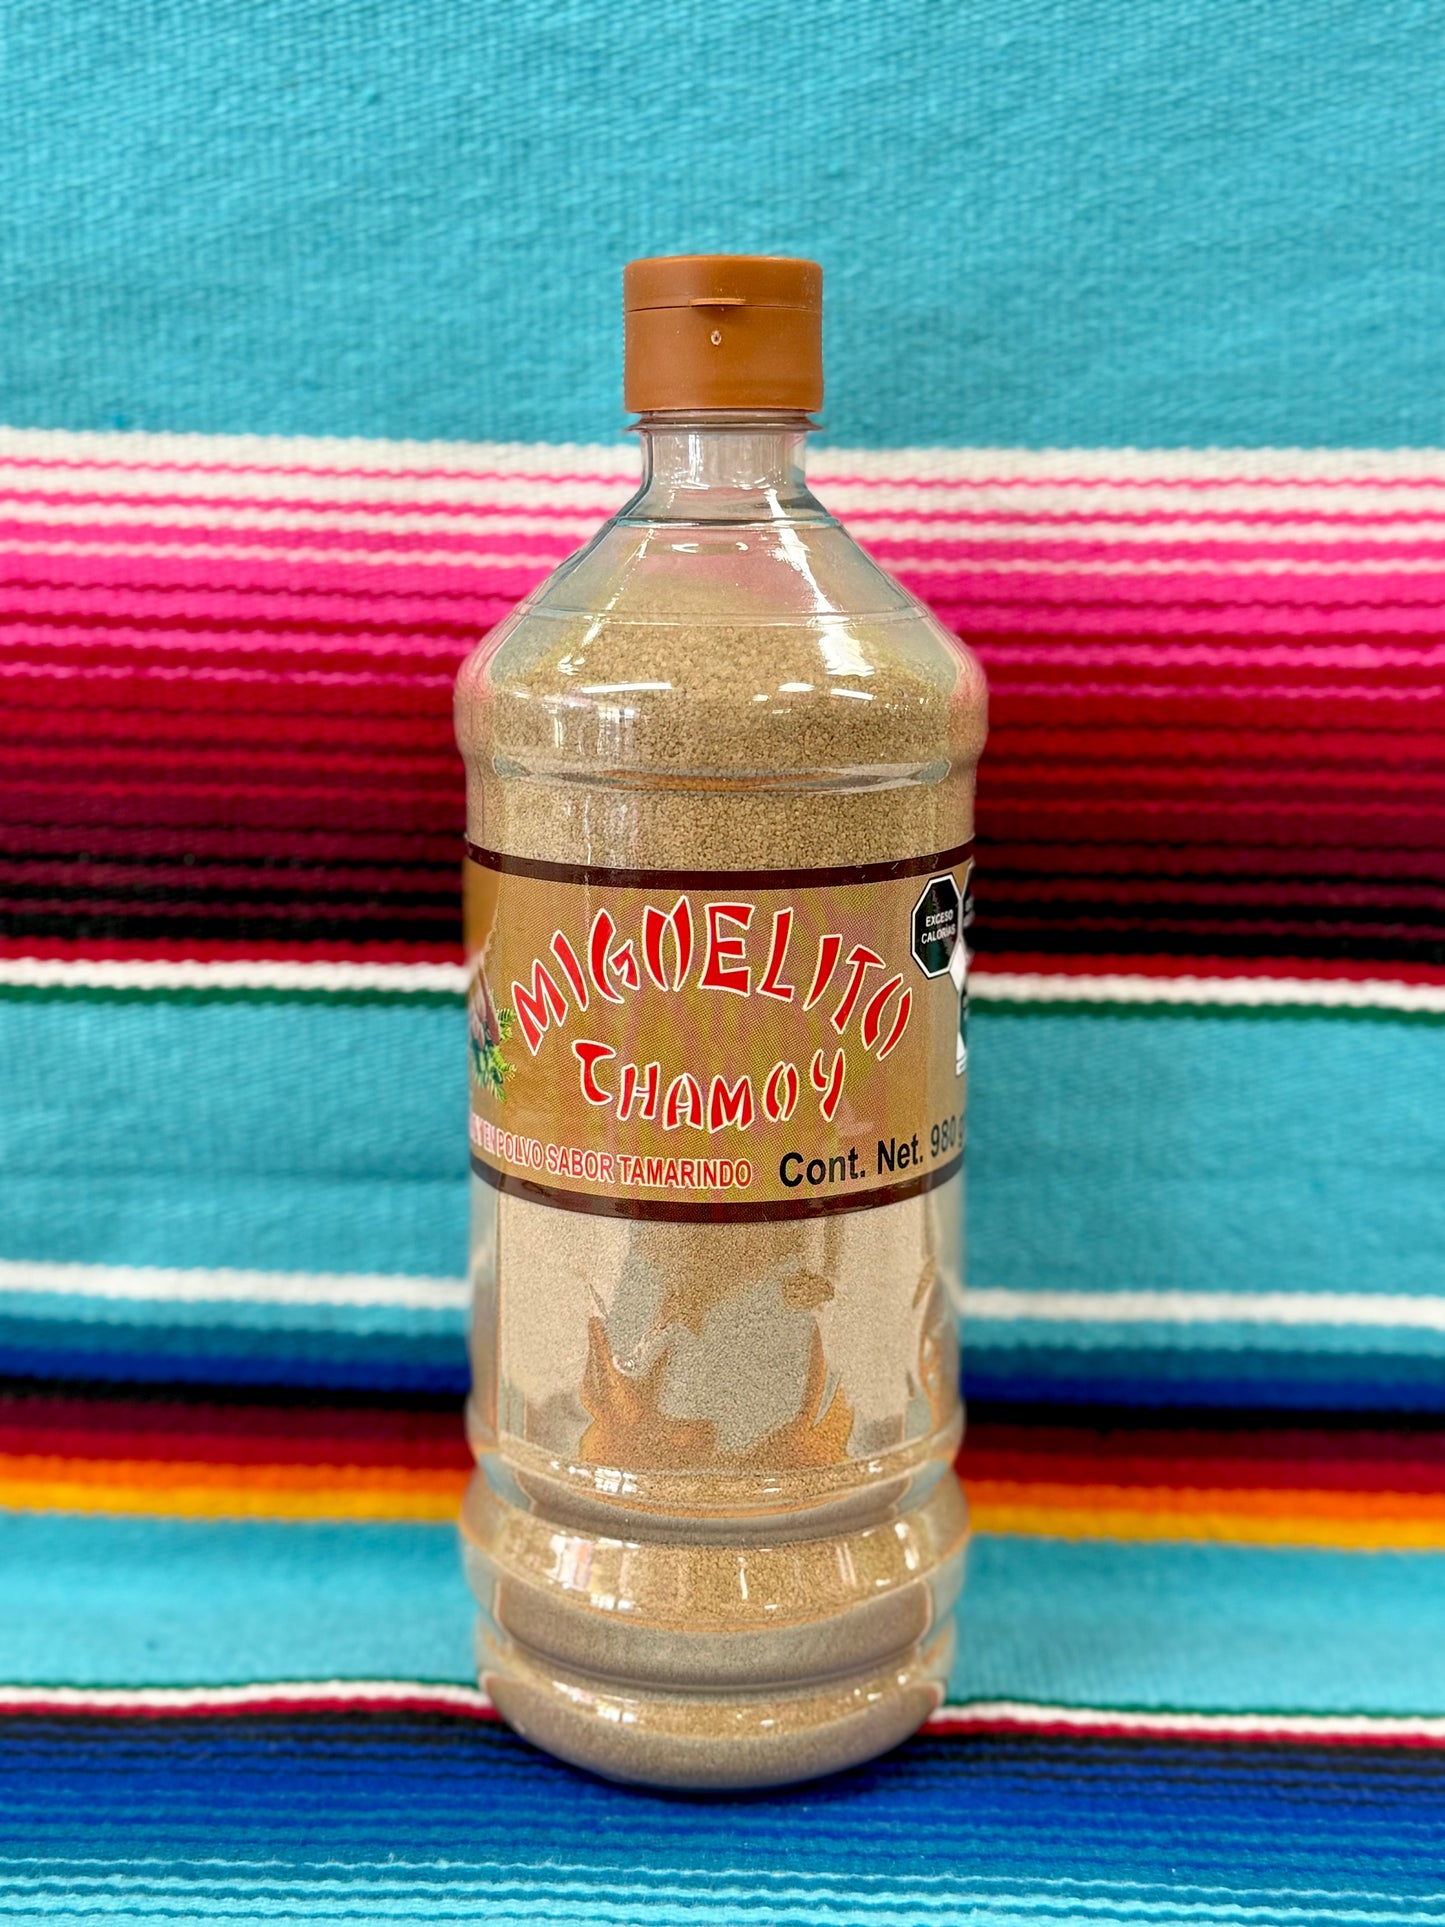 MIGUELITO
CHAMOY
EXCESO
CALORÍAS
EN POLVO SABOR TAMARINDO
Cont. Net. 980 g